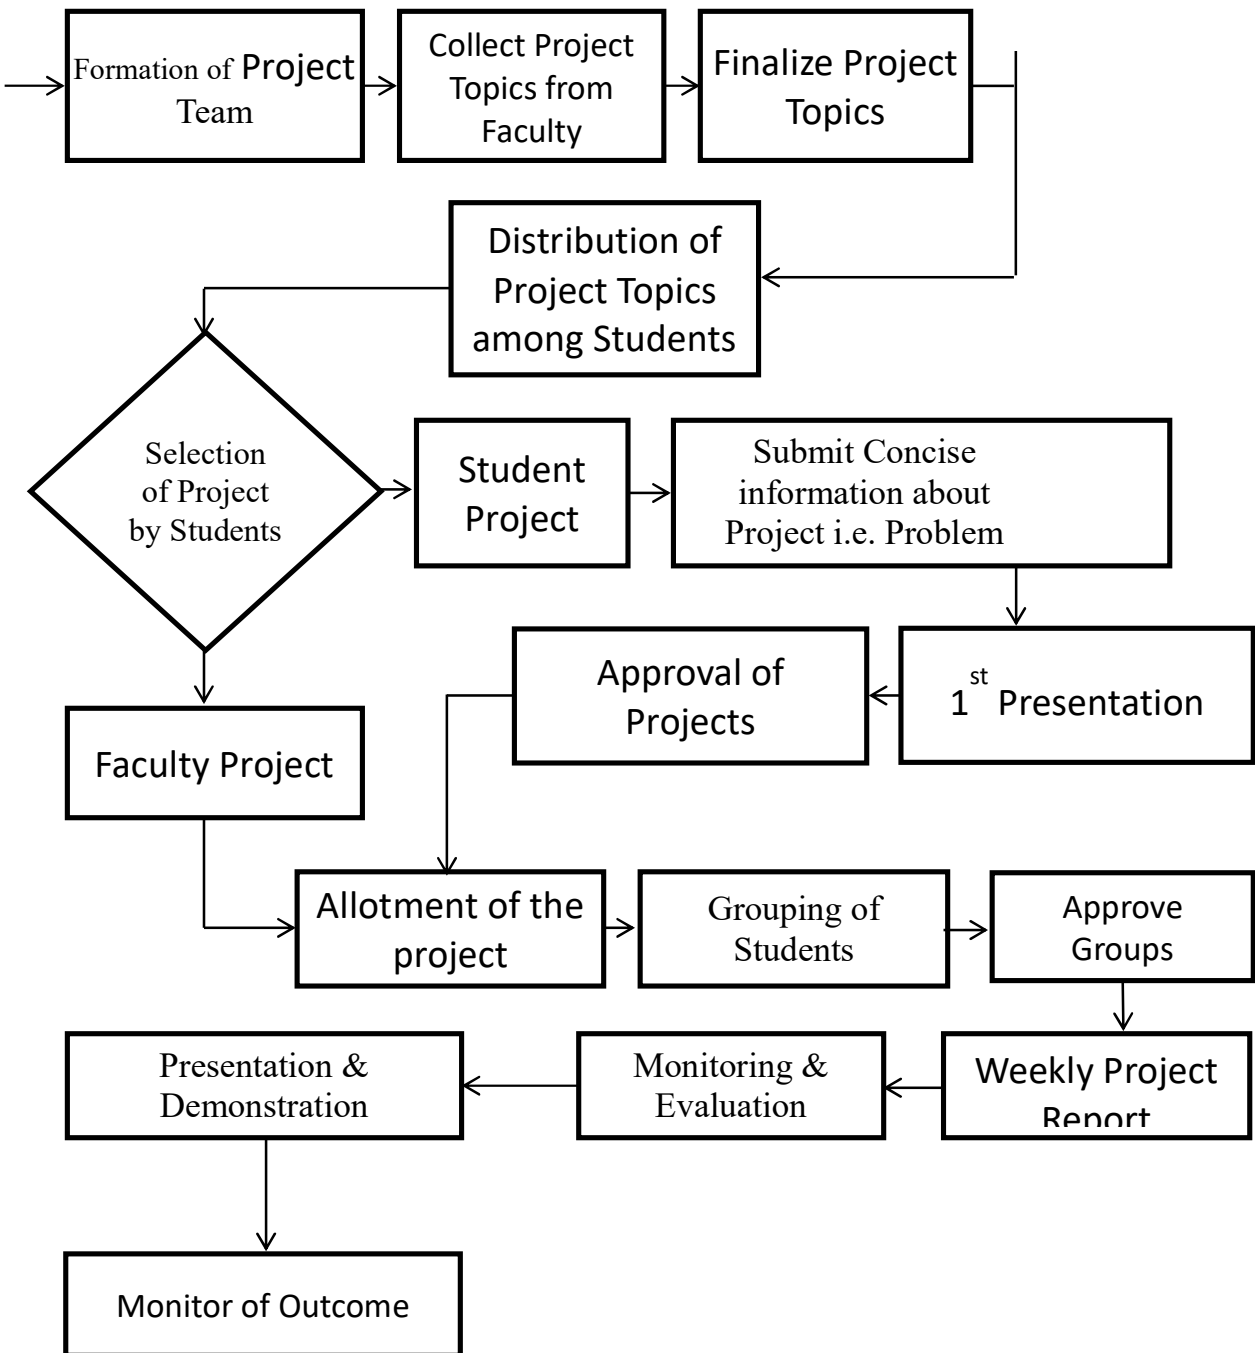 Formation of Project
Team
Collect Project
Topics from
Faculty
Finalize Project
Topics
Distribution of
Project Topics
among Students
Selection
of Project
by Students
Student
Project
Submit Concise
information about
Project i.e. Problem
1st Presentation
Approval of
Projects
Faculty Project
Allotment of the
project
Grouping of
Students
Approve
Groups
Weekly Project
Report
Monitoring &
Evaluation
Presentation &
Demonstration
Monitor of Outcome